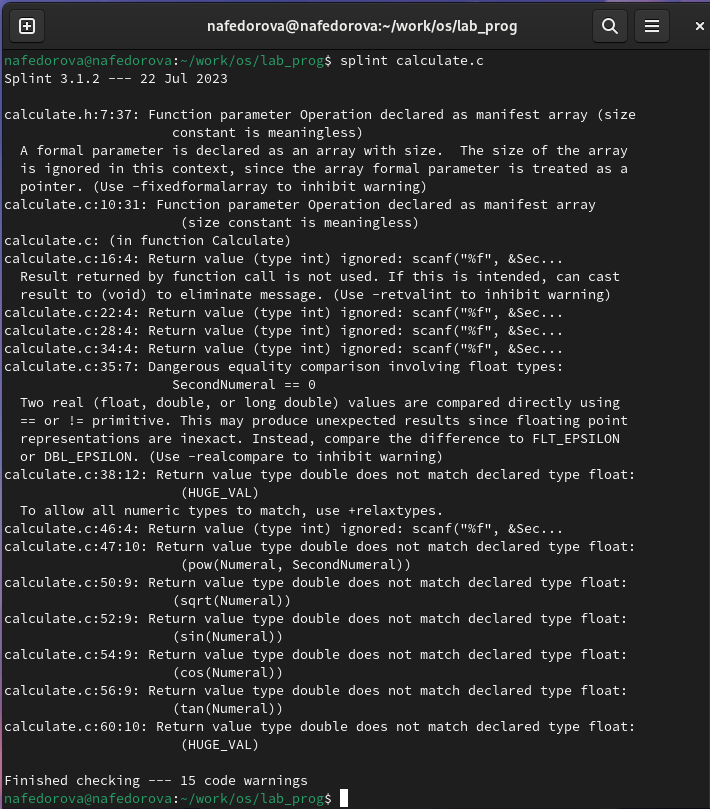 nafedorova@nafedorova:~/work/os/lab_prog
nafedorova@nafedorova:~/work/os/lab_prog$ splint calculate.c
Splint 3.1.2 --- 22 Jul 2023

calculate.h:7:37: Function parameter Operation declared as manifest array (size
                     constant is meaningless)
  A formal parameter is declared as an array with size.  The size of the array
  is ignored in this context, since the array formal parameter is treated as a
  pointer. (Use -fixedformalarray to inhibit warning)
calculate.c:10:31: Function parameter Operation declared as manifest array
                      (size constant is meaningless)
calculate.c: (in function Calculate)
calculate.c:16:4: Return value (type int) ignored: scanf("%f", &Sec...
  Result returned by function call is not used. If this is intended, can cast
  result to (void) to eliminate message. (Use -retvalint to inhibit warning)
calculate.c:22:4: Return value (type int) ignored: scanf("%f", &Sec...
calculate.c:28:4: Return value (type int) ignored: scanf("%f", &Sec...
calculate.c:34:4: Return value (type int) ignored: scanf("%f", &Sec...
calculate.c:35:7: Dangerous equality comparison involving float types:
                     SecondNumeral == 0
  Two real (float, double, or long double) values are compared directly using
  == or != primitive. This may produce unexpected results since floating point
  representations are inexact. Instead, compare the difference to FLT_EPSILON
  or DBL_EPSILON. (Use -realcompare to inhibit warning)
calculate.c:38:12: Return value type double does not match declared type float:
                      (HUGE_VAL)
  To allow all numeric types to match, use +relaxtypes.
calculate.c:46:4: Return value (type int) ignored: scanf("%f", &Sec...
calculate.c:47:10: Return value type double does not match declared type float:
                      (pow(Numeral, SecondNumeral))
calculate.c:50:9: Return value type double does not match declared type float:
                     (sqrt(Numeral))
calculate.c:52:9: Return value type double does not match declared type float:
                     (sin(Numeral))
calculate.c:54:9: Return value type double does not match declared type float:
                     (cos(Numeral))
calculate.c:56:9: Return value type double does not match declared type float:
                     (tan(Numeral))
calculate.c:60:10: Return value type double does not match declared type float:
                      (HUGE_VAL)

Finished checking --- 15 code warnings
nafedorova@nafedorova:~/work/os/lab_prog$